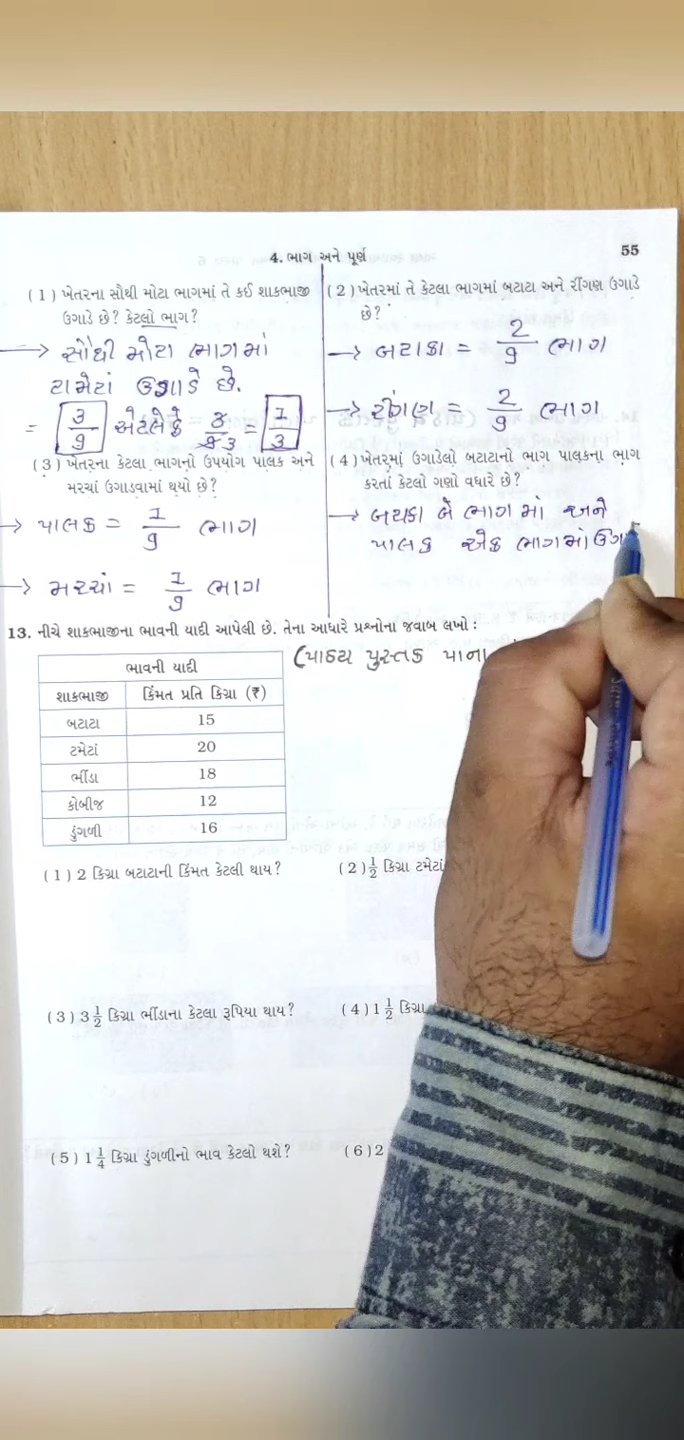 4. ભાગ અને પૂર્ણ
55
(1) ખેતરના સૌથી મોટા ભાગમાં તે કઈ શાકભાજી
ઉગાડે છે? કેટલો ભાગ?
→ સૌથી મોટા ભાગમાં
ટામેટાં ઉગાડે છે.
= 3/9 એટલેકે 3/9 3 = 1/3
(2) ખેતરમાં તે કેટલા ભાગમાં બટાટા અને રીંગણ ઉગાડે
છે?
→ બટાકા = 2/9 ભાગ
→ રીંગણ = 2/9 ભાગ
(3) ખેતરના કેટલા ભાગનો ઉપયોગ પાલક અને
મરચાં ઉગાડવામાં થયો છે?
→ પાલક = 1/9 ભાગ
→ મરચાં = 1/9 ભાગ
(4) ખેતરમાં ઉગાડેલો બટાટાનો ભાગ પાલકના ભાગ
કરતાં કેટલો ગણો વધારે છે?
→ બટાકા બે ભાગ માં અને
પાલક એક ભાગમાં ઉગા
13. નીચે શાકભાજીના ભાવની યાદી આપેલી છે. તેના આધારે પ્રશ્નોના જવાબ લખો :
(પાઠ્ય પુસ્તક પાના
ભાવની યાદી
શાકભાજી કિંમત પ્રતિ કિગ્રા (₹)
બટાટા 15
ટમેટાં 20
ભીંડા 18
કોબીજ 12
ડુંગળી 16
(1) 2 કિગ્રા બટાટાની કિંમત કેટલી થાય?
(2) 1/2 કિગ્રા ટમેટાં
(3) 3 1/2 કિગ્રા ભીંડાના કેટલા રૂપિયા થાય?
(4) 1 1/2 કિગ્રા
(5) 1 1/4 કિગ્રા ડુંગળીનો ભાવ કેટલો થશે?
(6) 2